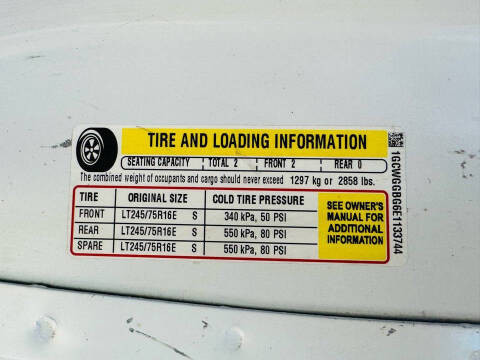 TIRE AND LOADING INFORMATION
SEATING CAPACITY TOTAL 2 FRONT 2 REAR 0
The combined weight of occupants and cargo should never exceed 1297 kg or 2858 lbs.
TIRE ORIGINAL SIZE COLD TIRE PRESSURE
FRONT LT245/75R16E S 340 kPa, 50 PSI
REAR LT245/75R16E S 550 kPa, 80 PSI
SPARE LT245/75R16E S 550 kPa, 80 PSI
SEE OWNER'S
MANUAL FOR
ADDITIONAL
INFORMATION
1GCWGGBG6E1133744